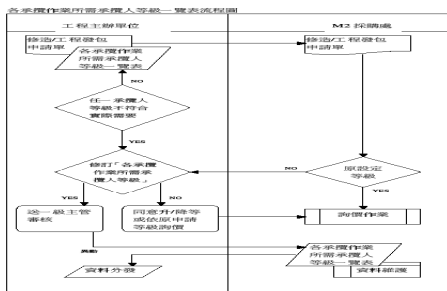 各承攬作業所需承攬人等級一覽表流程圖
工程主辦單位
M2 採購處
修造/工程發包
申請單
修造/工程發包
申請單
各承攬作業
所需承攬人
等級一覽表
NO
任一承攬人
等級不符合
實際需要
YES
修訂「各承攬
作業所需承
攬人等級」
NO
原設定
等級
YES
NO
YES
送一級主管
審核
同意升/降等
或依原申請
等級詢價
詢價作業
異動
各承攬作業
所需承攬人
等級一覽表
資料分發
資料維護